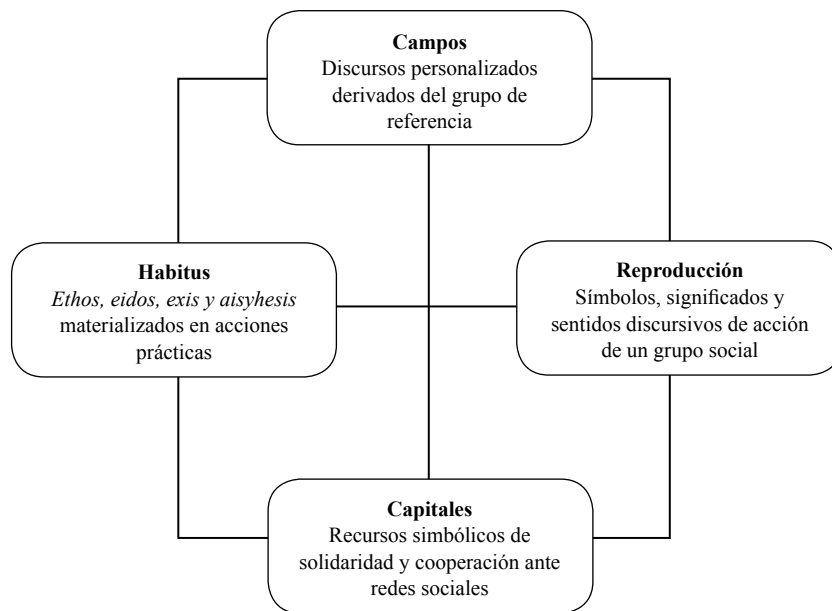 Campos
Discursos personalizados
derivados del grupo de
referencia
Habitus
Ethos, eidos, exis y aisyhesis
materializados en acciones
prácticas
Reproducción
Símbolos, significados y
sentidos discursivos de acción
de un grupo social
Capitales
Recursos simbólicos de
solidaridad y cooperación ante
redes sociales